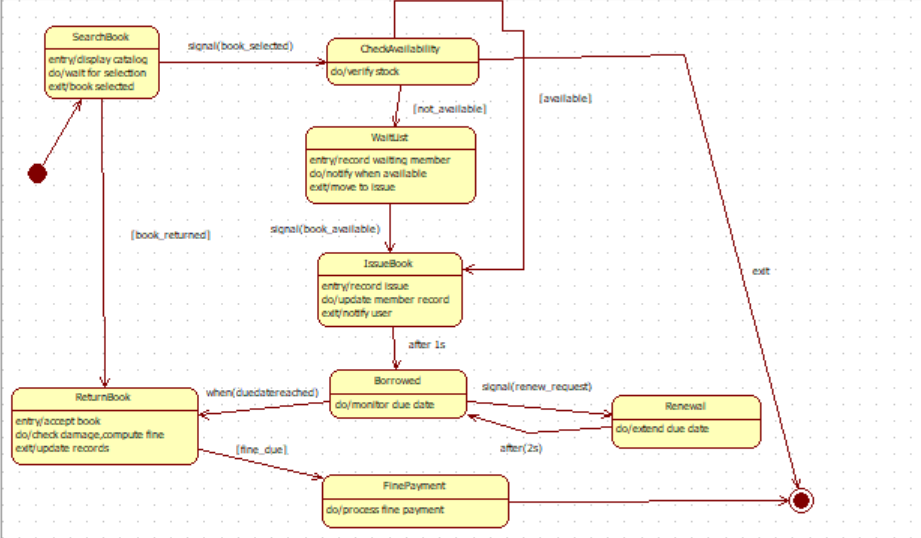 SearchBook
entry/display catalog
do/wait for selection
exit/book selected
signal(book_selected)
CheckAvailability
do/verify stock
[not_available]
[available]
WaitList
entry/record waiting member
do/notify when available
exit/move to issue
[book_returned]
signal(book_available)
IssueBook
entry/record issue
do/update member record
exit/notify user
exit
after 1s
Borrowed
do/monitor due date
when(duedatereached)
signal(renew_request)
Renewal
do/extend due date
after(2s)
ReturnBook
entry/accept book
do/check damage,compute fine
exit/update records
[fine_due]
FinePayment
do/process fine payment